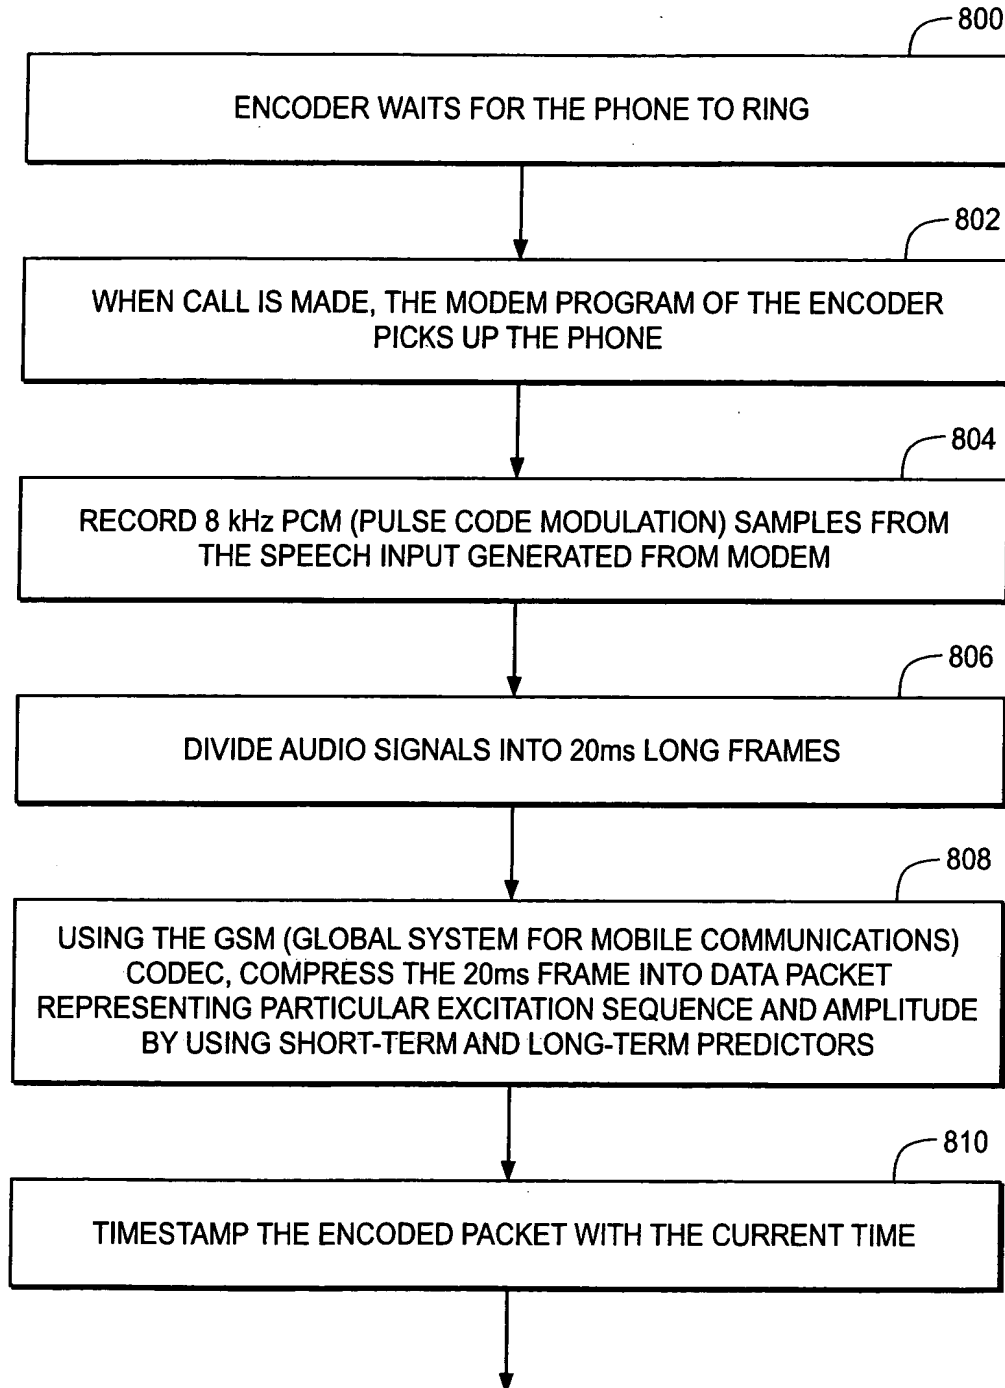 800
ENCODER WAITS FOR THE PHONE TO RING
802
WHEN CALL IS MADE, THE MODEM PROGRAM OF THE ENCODER
PICKS UP THE PHONE
804
RECORD 8 kHz PCM (PULSE CODE MODULATION) SAMPLES FROM
THE SPEECH INPUT GENERATED FROM MODEM
806
DIVIDE AUDIO SIGNALS INTO 20ms LONG FRAMES
808
USING THE GSM (GLOBAL SYSTEM FOR MOBILE COMMUNICATIONS)
CODEC, COMPRESS THE 20ms FRAME INTO DATA PACKET
REPRESENTING PARTICULAR EXCITATION SEQUENCE AND AMPLITUDE
BY USING SHORT-TERM AND LONG-TERM PREDICTORS
810
TIMESTAMP THE ENCODED PACKET WITH THE CURRENT TIME